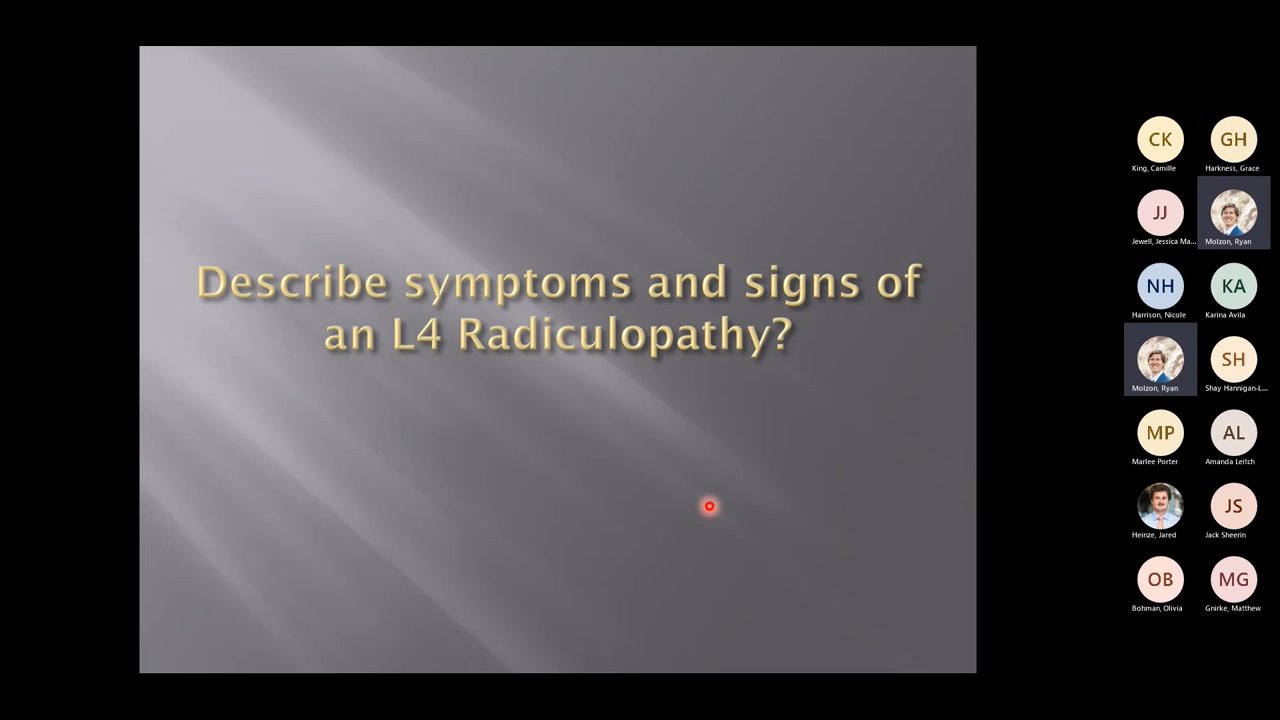 Describe symptoms and signs of
an L4 Radiculopathy?
CK
GH
King, Camille
Harkness, Grace
JJ
Jewell, Jessica Ma...
Molzon, Ryan
NH
KA
Harrison, Nicole
Karina Avila
SH
Molzon, Ryan
Shay Hannigan-L...
MP
AL
Marlee Porter
Amanda Leitch
JS
Heinze, Jared
Jack Sheerin
OB
MG
Bohman, Olivia
Gnirke, Matthew